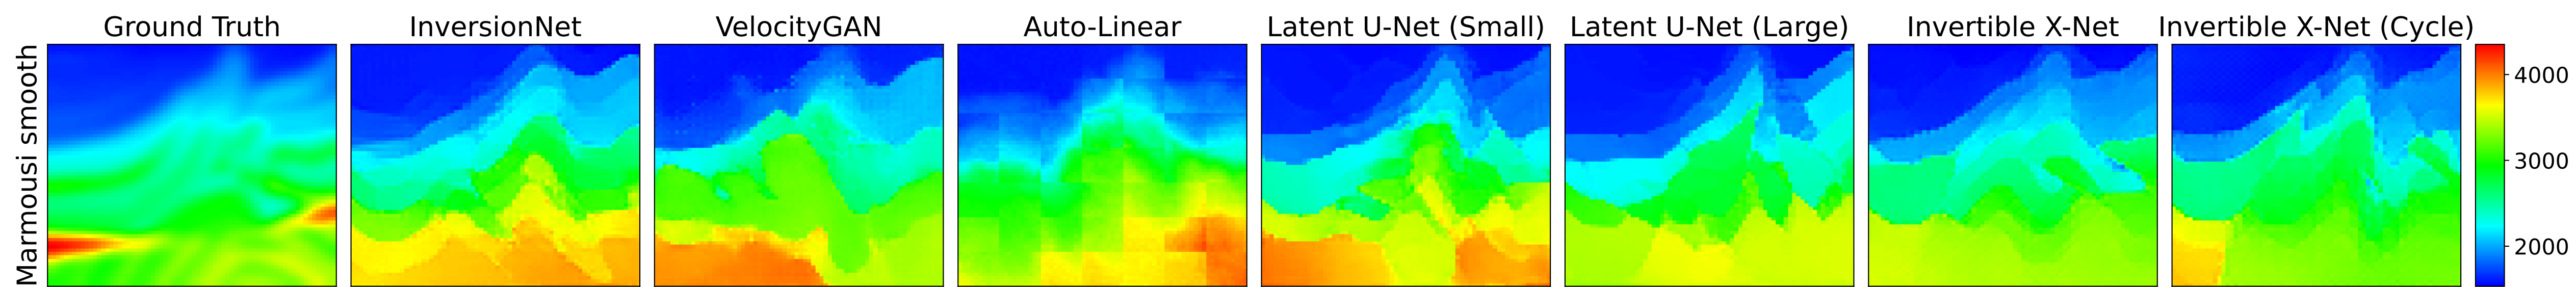 Ground Truth
InversionNet
VelocityGAN
Auto-Linear
Latent U-Net (Small)
Latent U-Net (Large)
Invertible X-Net
Invertible X-Net (Cycle)
Marmousi smooth
4000
3000
2000